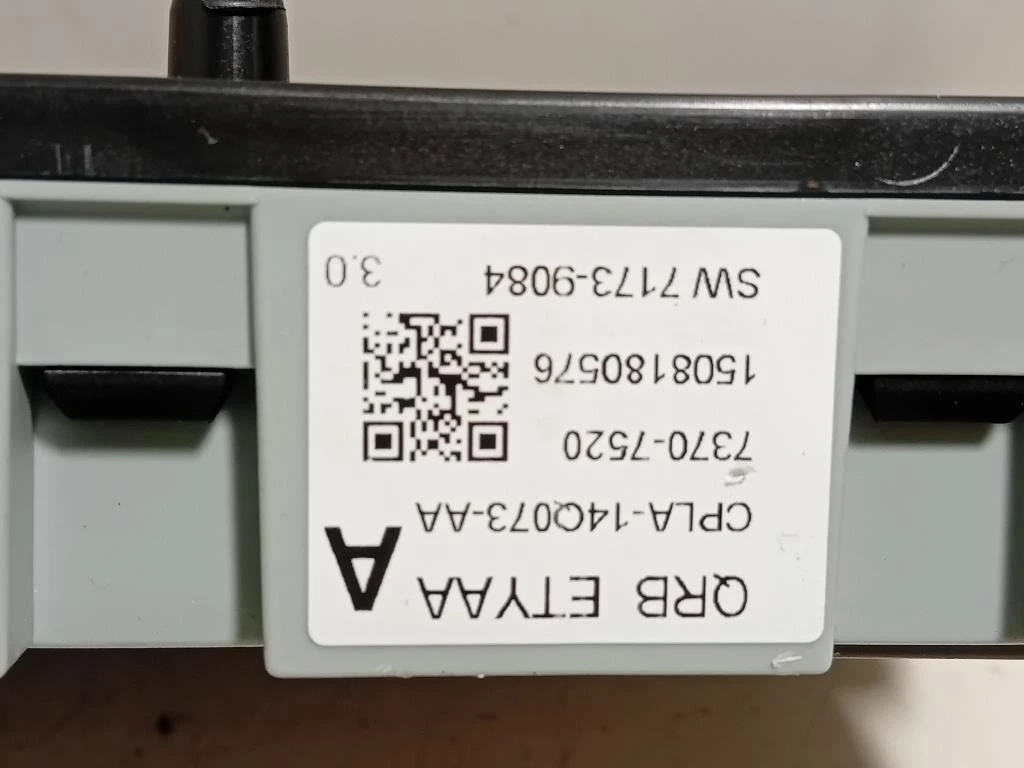 QRB ETYAA
A
CPLA-14Q073-AA
7370-7520
1508180576
SW 7173-9084
3.0